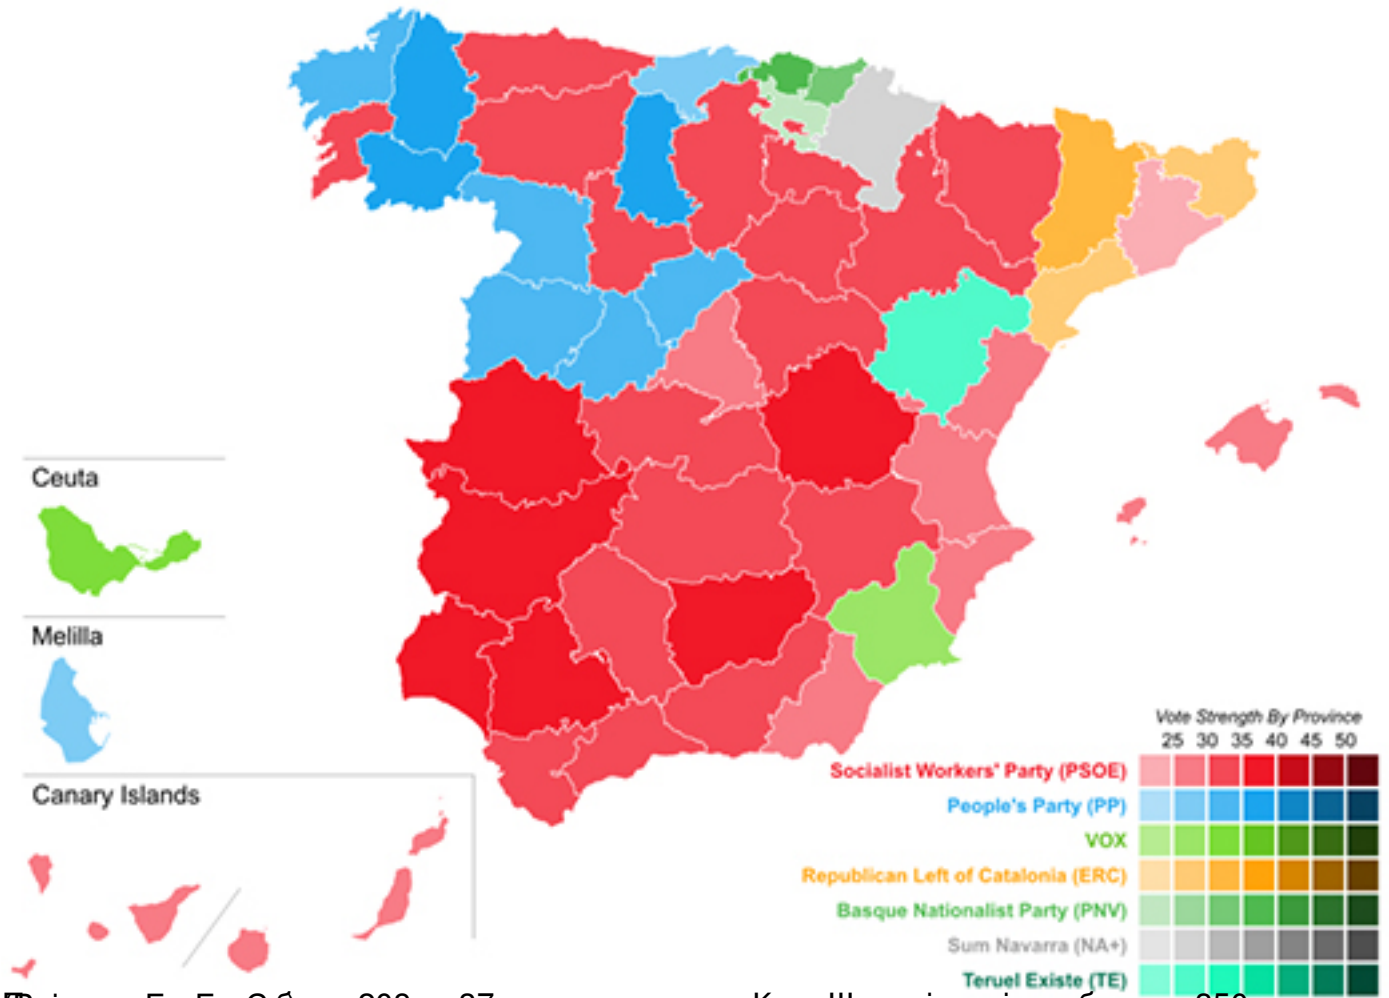 Ceuta
Melilla
Canary Islands
Vote Strength By Province
25 30 35 40 45 50
Socialist Workers' Party (PSOE)
People's Party (PP)
VOX
Republican Left of Catalonia (ERC)
Basque Nationalist Party (PNV)
Sum Navarra (NA+)
Teruel Existe (TE)